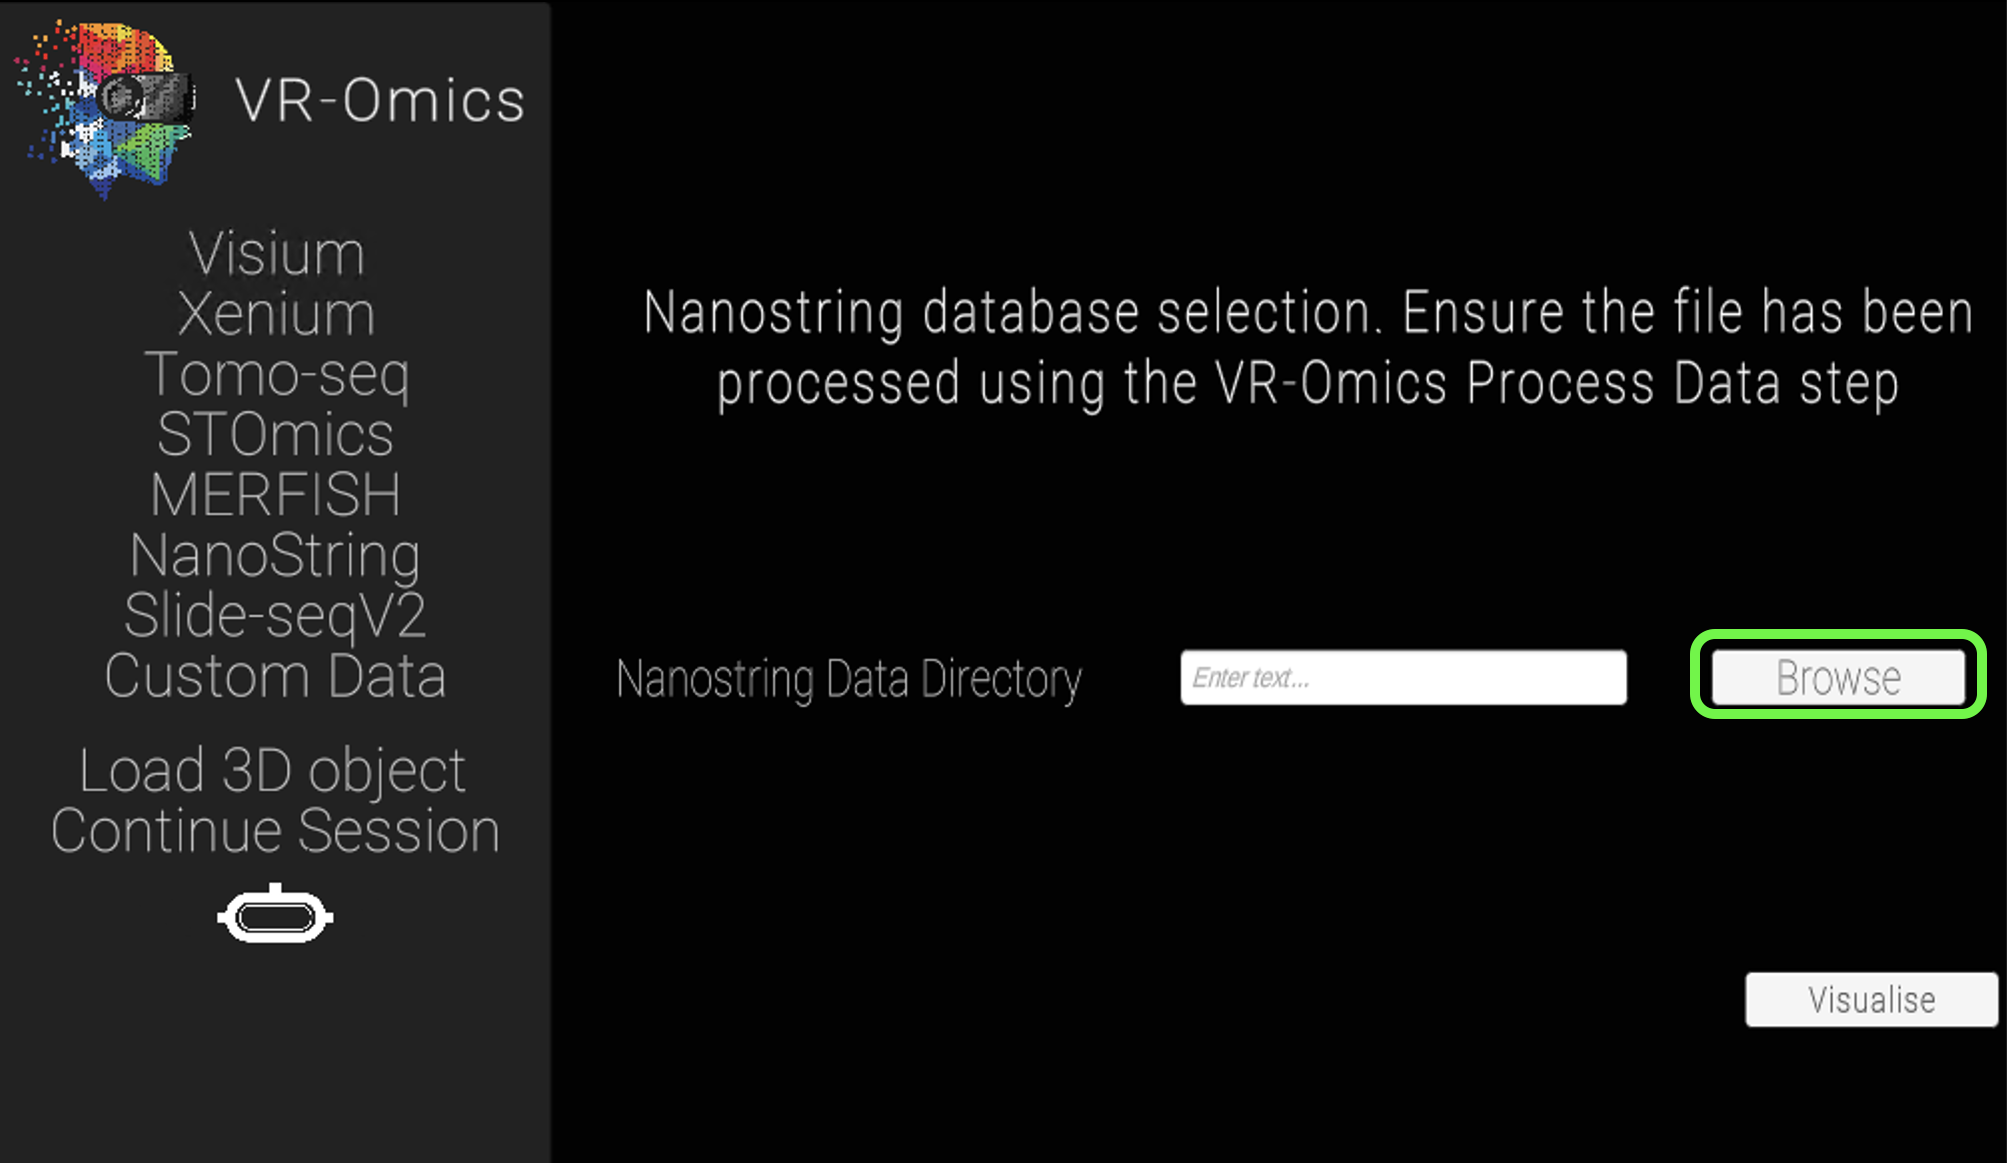 VR-Omics
Visium
Xenium
Tomo-seq
STOmics
MERFISH
NanoString
Slide-seqV2
Custom Data
Load 3D object
Continue Session
Nanostring database selection. Ensure the file has been
processed using the VR-Omics Process Data step
Nanostring Data Directory
Enter text...
Browse
Visualise